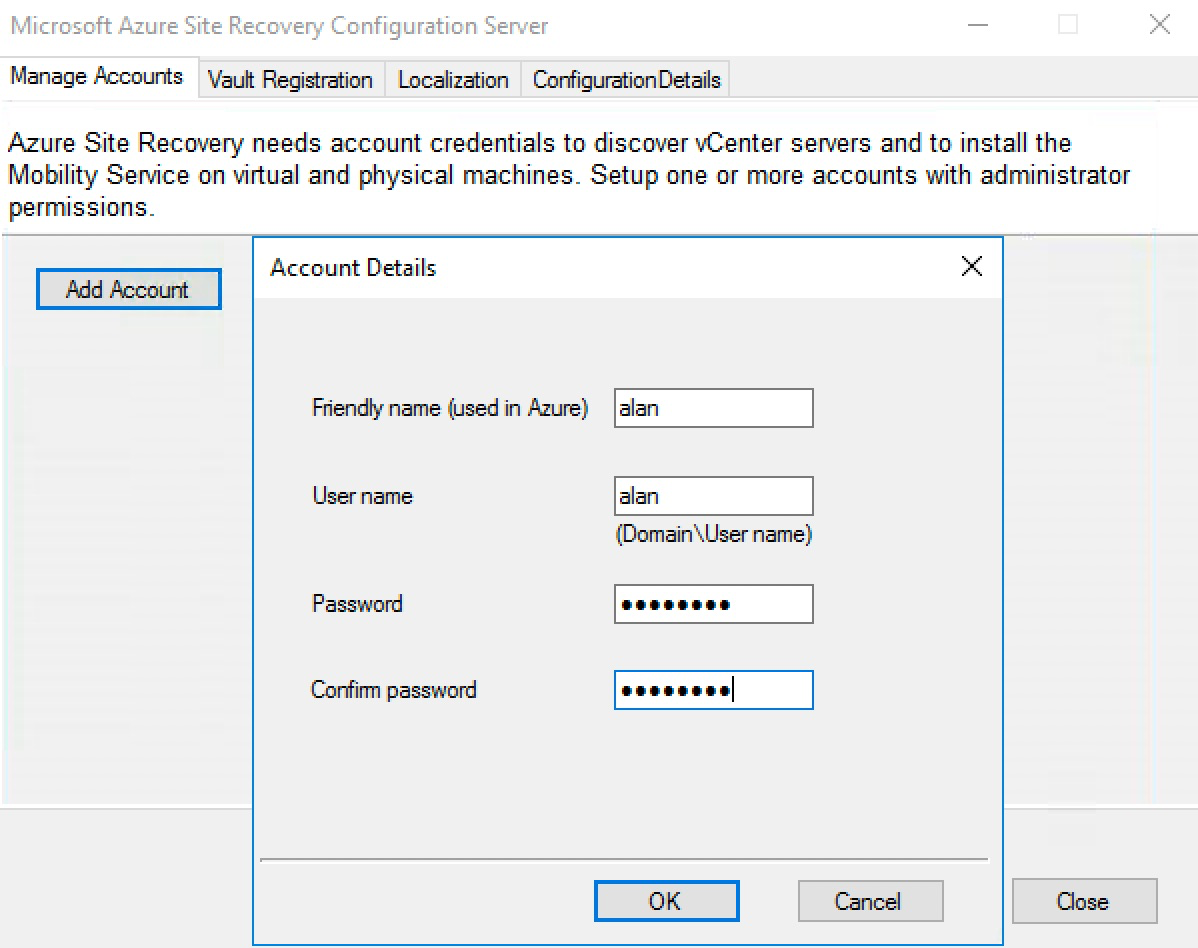 Microsoft Azure Site Recovery Configuration Server
Manage Accounts Vault Registration Localization ConfigurationDetails
Azure Site Recovery needs account credentials to discover vCenter servers and to install the
Mobility Service on virtual and physical machines. Setup one or more accounts with administrator
permissions.
Add Account
Account Details
Friendly name (used in Azure) alan
User name alan
(Domain\User name)
Password ●●●●●●●●
Confirm password ●●●●●●●●
OK Cancel Close